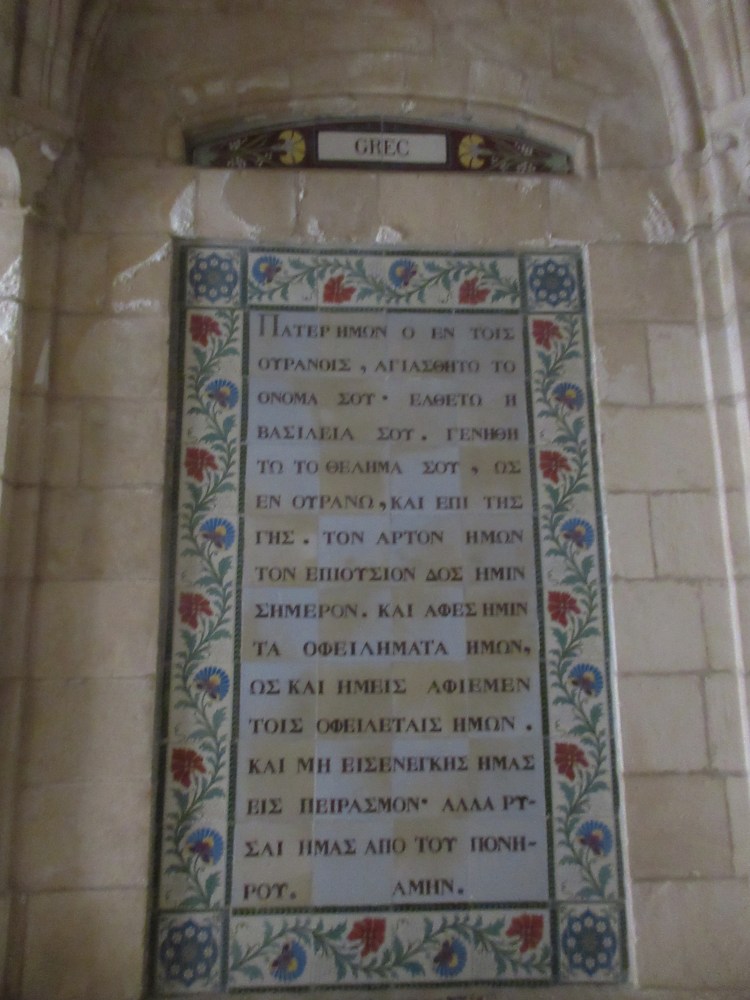 GREC
ΠΑΤΕΡ ΗΜΩΝ Ο ΕΝ ΤΟΙΣ
ΟΥΡΑΝΟΙΣ, ΑΓΙΑΣΘΗΤΟ ΤΟ
ΟΝΟΜΑ ΣΟΥ· ΕΛΘΕΤΩ Η
ΒΑΣΙΛΕΙΑ ΣΟΥ. ΓΕΝΗΘΗ
ΤΩ ΤΟ ΘΕΛΗΜΑ ΣΟΥ, ΩΣ
ΕΝ ΟΥΡΑΝΩ, ΚΑΙ ΕΠΙ ΤΗΣ
ΓΗΣ. ΤΟΝ ΑΡΤΟΝ ΗΜΩΝ
ΤΟΝ ΕΠΙΟΥΣΙΟΝ ΔΟΣ ΗΜΙΝ
ΣΗΜΕΡΟΝ. ΚΑΙ ΑΦΕΣ ΗΜΙΝ
ΤΑ ΟΦΕΙΛΗΜΑΤΑ ΗΜΩΝ,
ΩΣ ΚΑΙ ΗΜΕΙΣ ΑΦΙΕΜΕΝ
ΤΟΙΣ ΟΦΕΙΛΕΤΑΙΣ ΗΜΩΝ.
ΚΑΙ ΜΗ ΕΙΣΕΝΕΓΚΗΣ ΗΜΑΣ
ΕΙΣ ΠΕΙΡΑΣΜΟΝ· ΑΛΛΑ ΡΥ-
ΣΑΙ ΗΜΑΣ ΑΠΟ ΤΟΥ ΠΟΝΗ-
ΡΟΥ. ΑΜΗΝ.